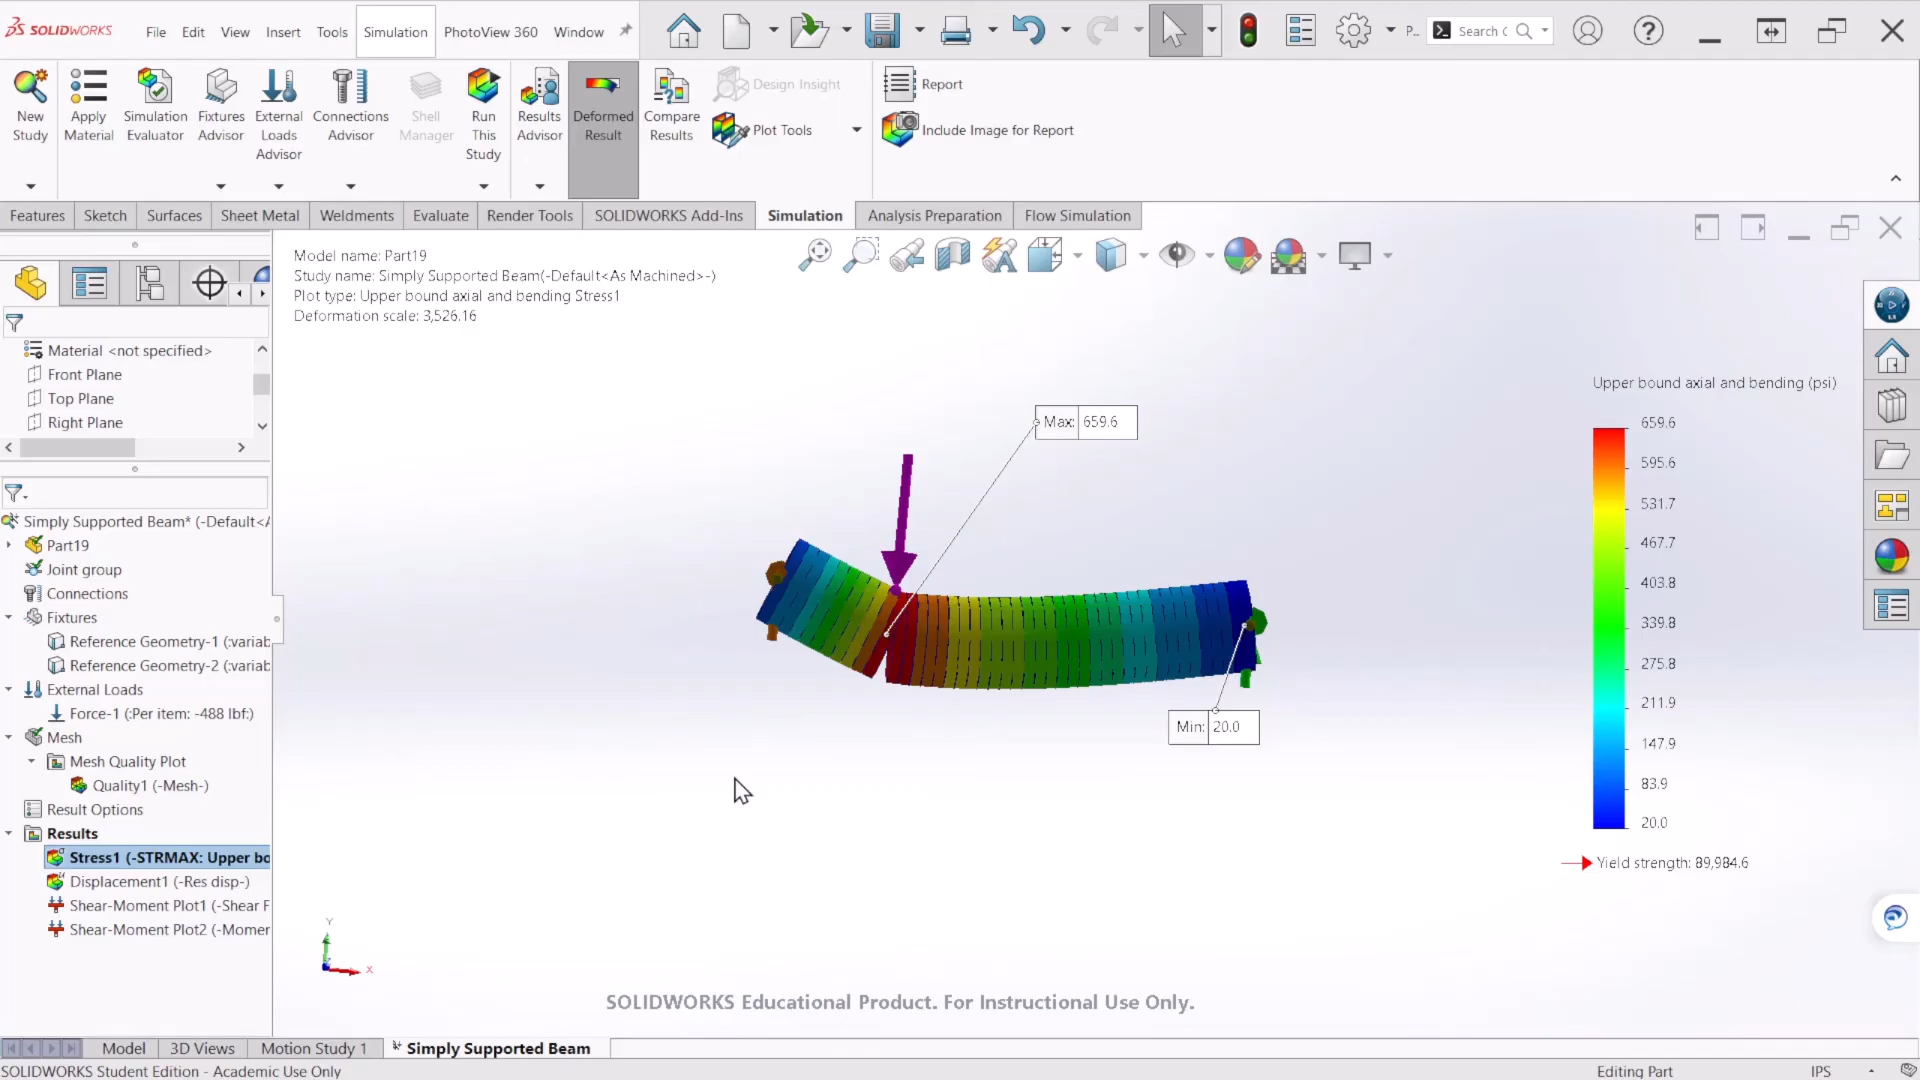 SOLIDWORKS
File Edit View Insert Tools Simulation PhotoView 360 Window
P...
Search
New Study
Apply Material
Simulation Evaluator
Fixtures Advisor
External Loads Advisor
Connections Advisor
Shell Manager
Run This Study
Results Advisor
Deformed Result
Compare Results
Design Insight
Plot Tools
Report
Include Image for Report
Features Sketch Surfaces Sheet Metal Weldments Evaluate Render Tools SOLIDWORKS Add-Ins Simulation Analysis Preparation Flow Simulation
Material <not specified>
Front Plane
Top Plane
Right Plane
Simply Supported Beam* (-Default<A
Part19
Joint group
Connections
Fixtures
Reference Geometry-1 (:variab
Reference Geometry-2 (:variab
External Loads
Force-1 (:Per item: -488 lbf:)
Mesh
Mesh Quality Plot
Quality1 (-Mesh-)
Result Options
Results
Stress1 (-STRMAX: Upper bo
Displacement1 (-Res disp-)
Shear-Moment Plot1 (-Shear F
Shear-Moment Plot2 (-Momer
Model name: Part19
Study name: Simply Supported Beam(-Default<As Machined>-)
Plot type: Upper bound axial and bending Stress1
Deformation scale: 3,526.16
Max: 659.6
Min: 20.0
Upper bound axial and bending (psi)
659.6
595.6
531.7
467.7
403.8
339.8
275.8
211.9
147.9
83.9
20.0
Yield strength: 89,984.6
Y
X
SOLIDWORKS Educational Product. For Instructional Use Only.
Model 3D Views Motion Study 1 Simply Supported Beam
SOLIDWORKS Student Edition - Academic Use Only
Editing Part IPS